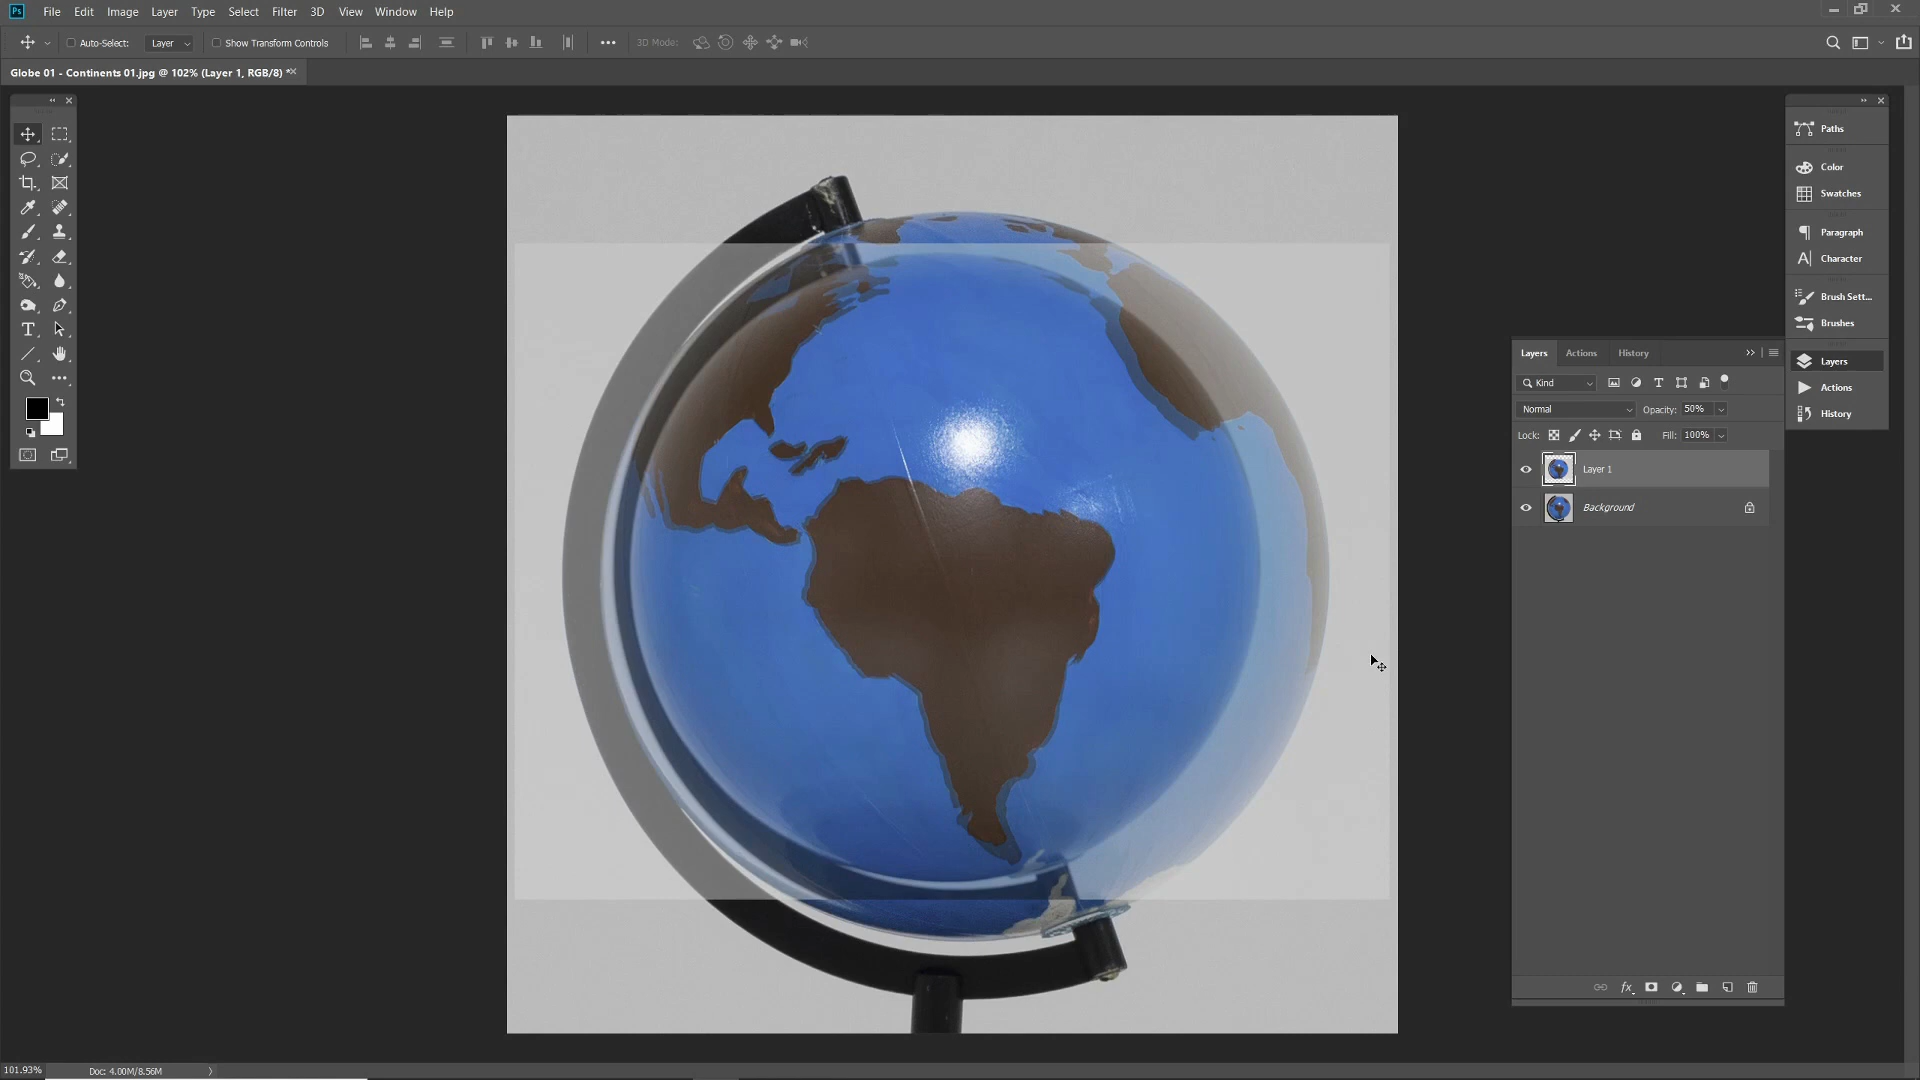 Ps File Edit Image Layer Type Select Filter 3D View Window Help
Auto-Select: Layer Show Transform Controls 3D Mode:
Globe 01 - Continents 01.jpg @ 102% (Layer 1, RGB/8) *
Paths
Color
Swatches
Paragraph
Character
Brush Sett...
Brushes
Layers
Actions
History
Layers Actions History
Kind
Normal Opacity: 50%
Lock: Fill: 100%
Layer 1
Background
fx
101.93% Doc: 4.00M/8.56M